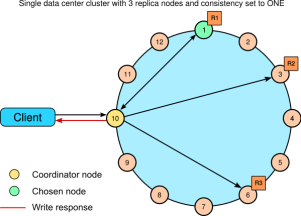 Single data center cluster with 3 replica nodes and consistency set to ONE
R1
1
12
2
R2
11
3
Client
10
4
9
5
R3
8
6
7
Coordinator node
Chosen node
Write response